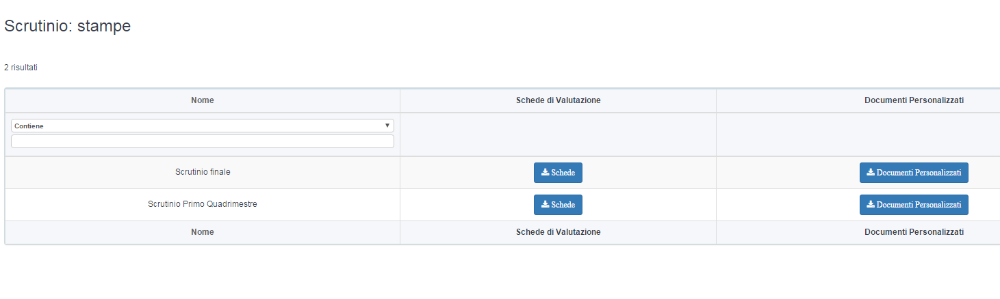 Scrutinio: stampe
2 risultati
Nome Schede di Valutazione Documenti Personalizzati
Contiene
Scrutinio finale Schede Documenti Personalizzati
Scrutinio Primo Quadrimestre Schede Documenti Personalizzati
Nome Schede di Valutazione Documenti Personalizzati